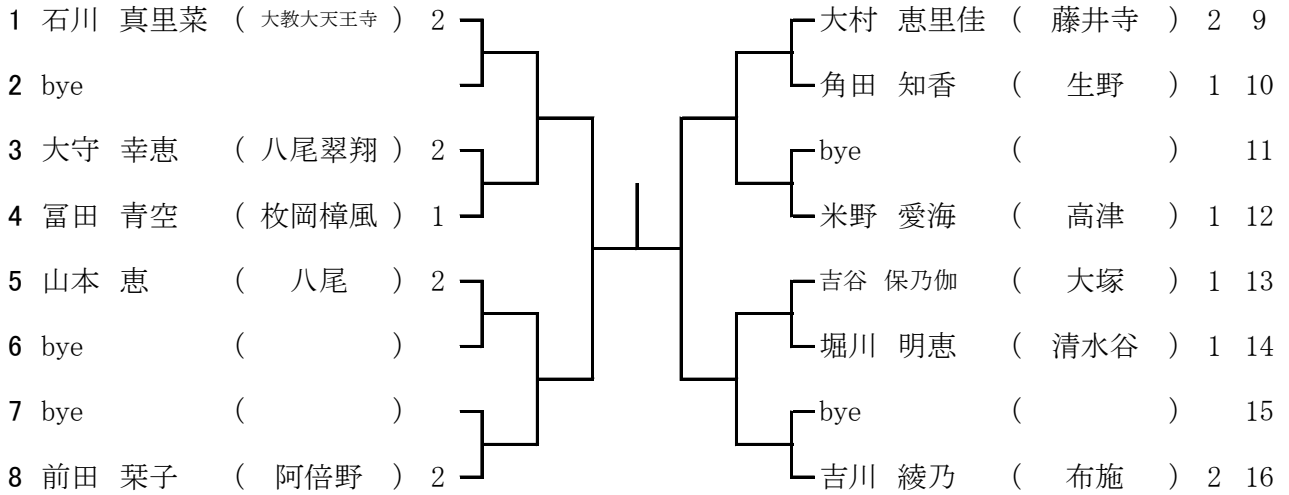 1 石川 真里菜 ( 大教大天王寺 ) 2
2 bye
3 大守 幸恵 ( 八尾翠翔 ) 2
4 冨田 青空 ( 枚岡樟風 ) 1
5 山本 恵 ( 八尾 ) 2
6 bye ( )
7 bye ( )
8 前田 栞子 ( 阿倍野 ) 2
大村 恵里佳 ( 藤井寺 ) 2 9
角田 知香 ( 生野 ) 1 10
bye ( ) 11
米野 愛海 ( 高津 ) 1 12
吉谷 保乃伽 ( 大塚 ) 1 13
堀川 明恵 ( 清水谷 ) 1 14
bye ( ) 15
吉川 綾乃 ( 布施 ) 2 16